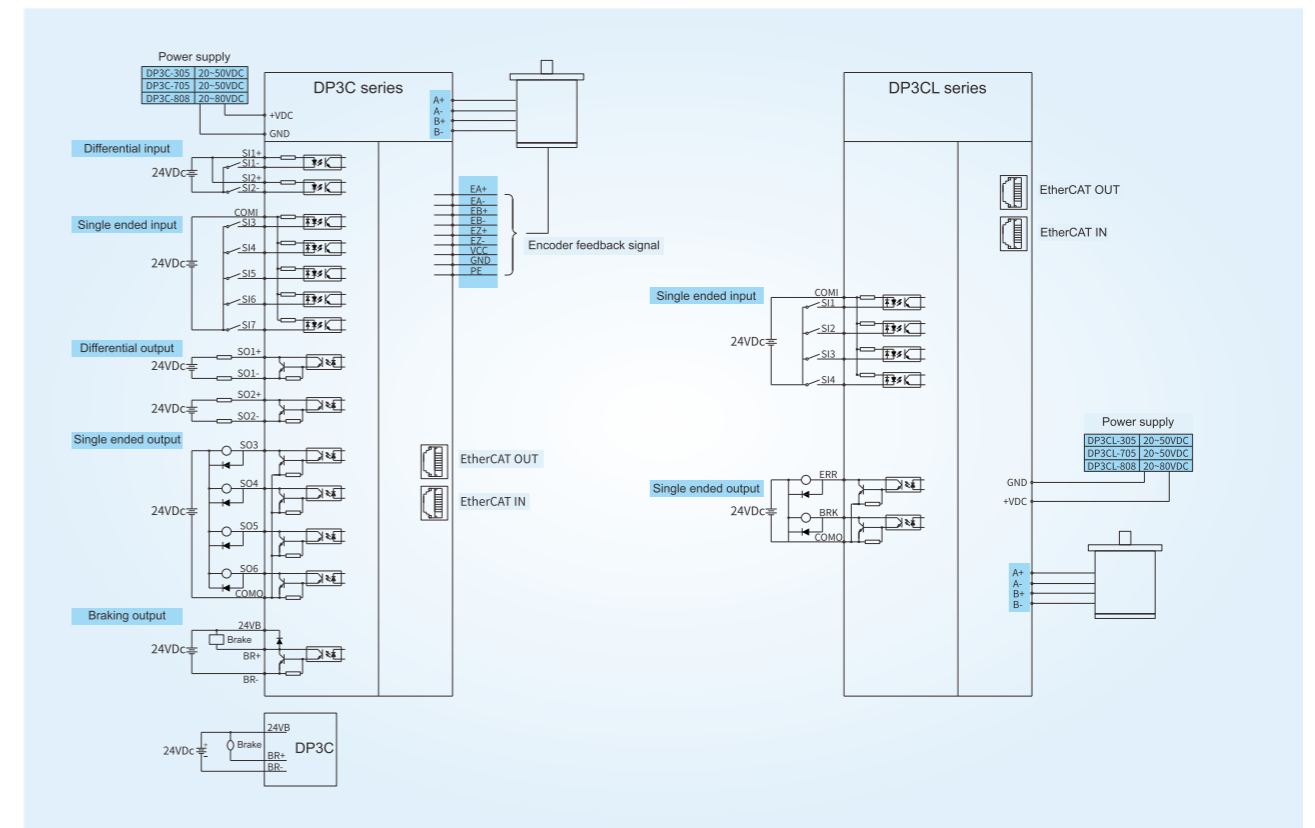 Power supply
DP3C-305 20~50VDC
DP3C-705 20~50VDC
DP3C-808 20~80VDC
DP3C series
+VDC
GND
A+
A-
B+
B-
Differential input
24VDC
SI1+
SI1-
SI2+
SI2-
Single ended input
24VDC
COMI
SI3
SI4
SI5
SI6
SI7
EA+
EA-
EB+
EB-
EZ+
EZ-
VCC
GND
PE
Encoder feedback signal
Differential output
24VDC
SO1+
SO1-
24VDC
SO2+
SO2-
Single ended output
24VDC
SO3
SO4
SO5
SO6
COMO
EtherCAT OUT
EtherCAT IN
Braking output
24VDC
24VB
Brake
BR+
BR-
24VDC
+
-
24VB
Brake
BR+
BR-
DP3C
DP3CL series
EtherCAT OUT
EtherCAT IN
Single ended input
24VDC
COMI
SI1
SI2
SI3
SI4
Power supply
DP3CL-305 20~50VDC
DP3CL-705 20~50VDC
DP3CL-808 20~80VDC
GND
+VDC
Single ended output
24VDC
ERR
BRK
COMO
A+
A-
B+
B-